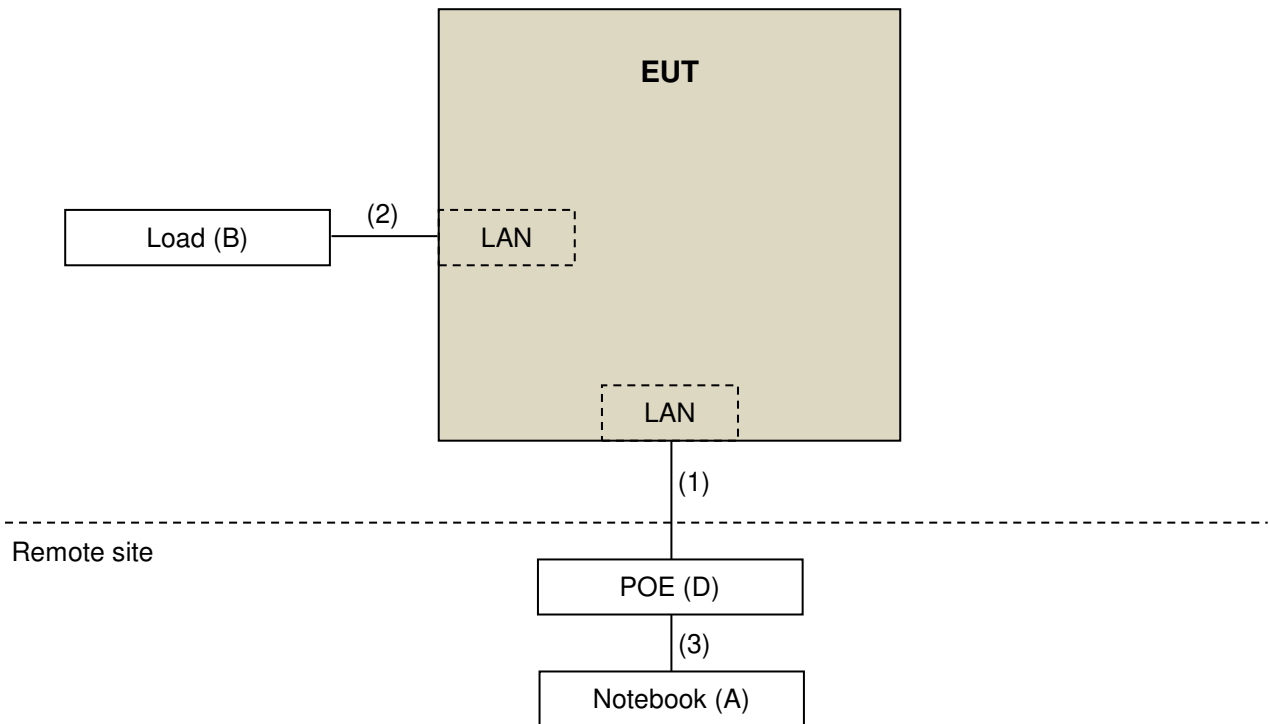 EUT
(2)
Load (B)
LAN
LAN
(1)
Remote site
POE (D)
(3)
Notebook (A)